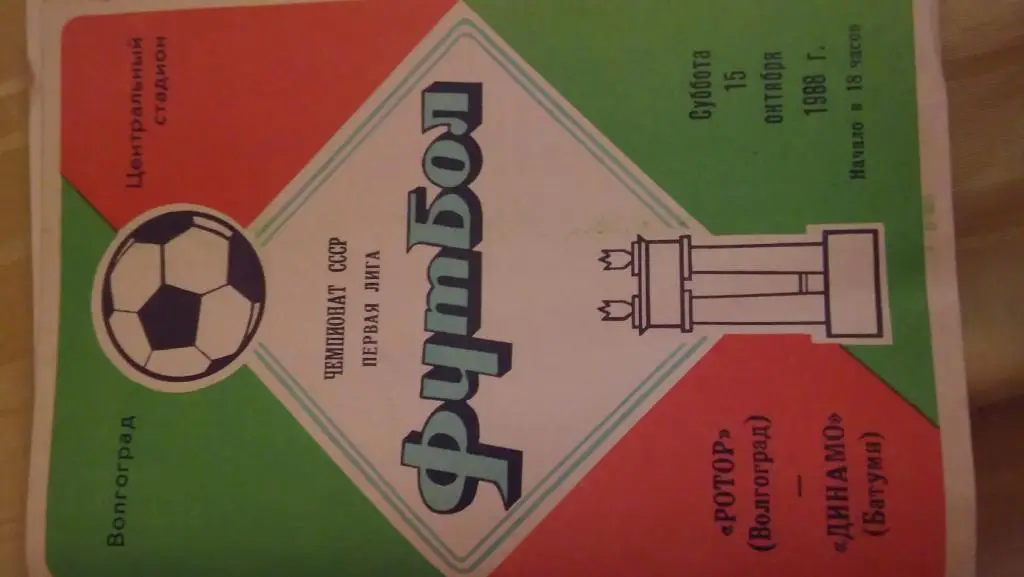 Волгоград
Центральный
стадион
ЧЕМПИОНАТ СССР
ПЕРВАЯ ЛИГА
футбол
«РОТОР»
(Волгоград)
—
«ДИНАМО»
(Батуми)
Суббота
15
октября
1988 г.
Начало в 18 часов